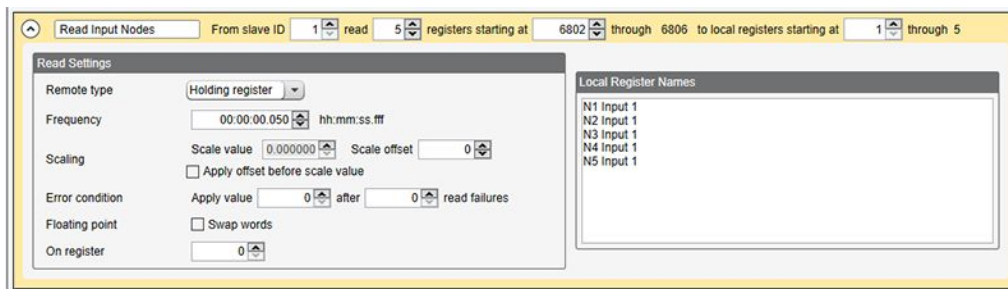 Read Input Nodes From slave ID 1 read 5 registers starting at 6802 through 6806 to local registers starting at 1 through 5
Read Settings
Remote type Holding register
Frequency 00:00:00.050 hh:mm:ss.fff
Scaling Scale value 0.000000 Scale offset 0
Apply offset before scale value
Error condition Apply value 0 after 0 read failures
Floating point Swap words
On register 0
Local Register Names
N1 Input 1
N2 Input 1
N3 Input 1
N4 Input 1
N5 Input 1